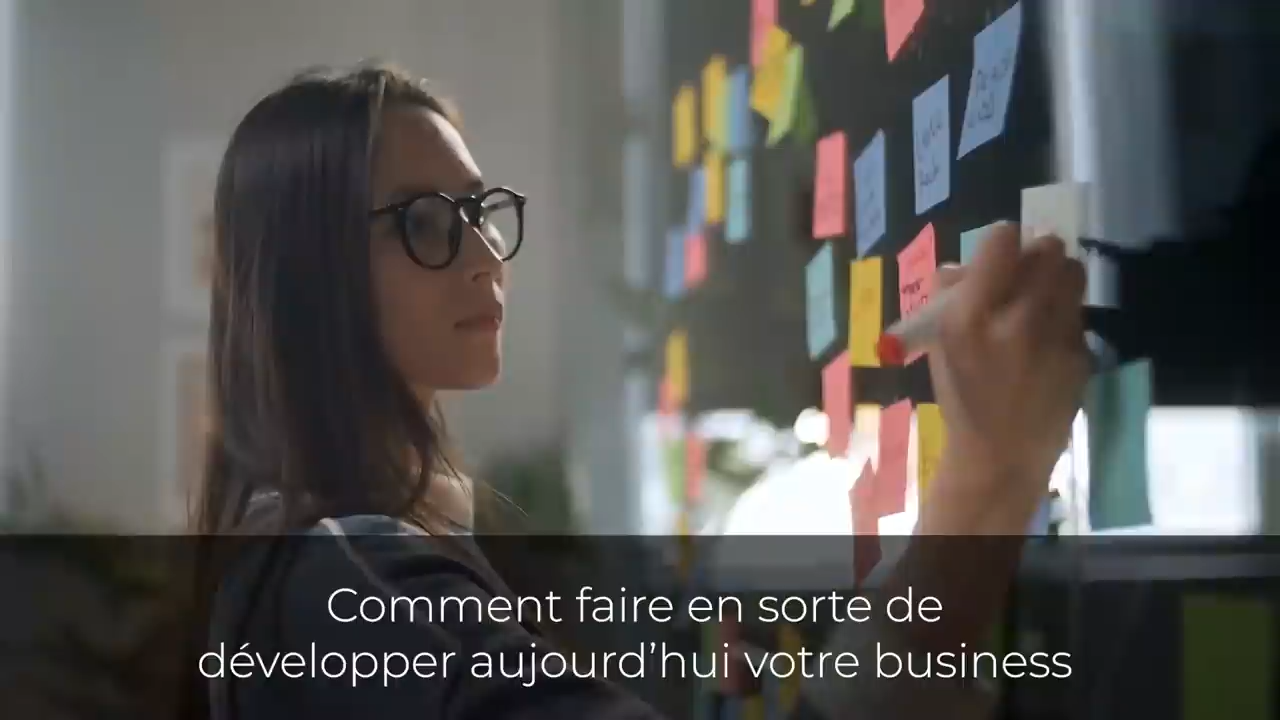 Comment faire en sorte de
développer aujourd’hui votre business